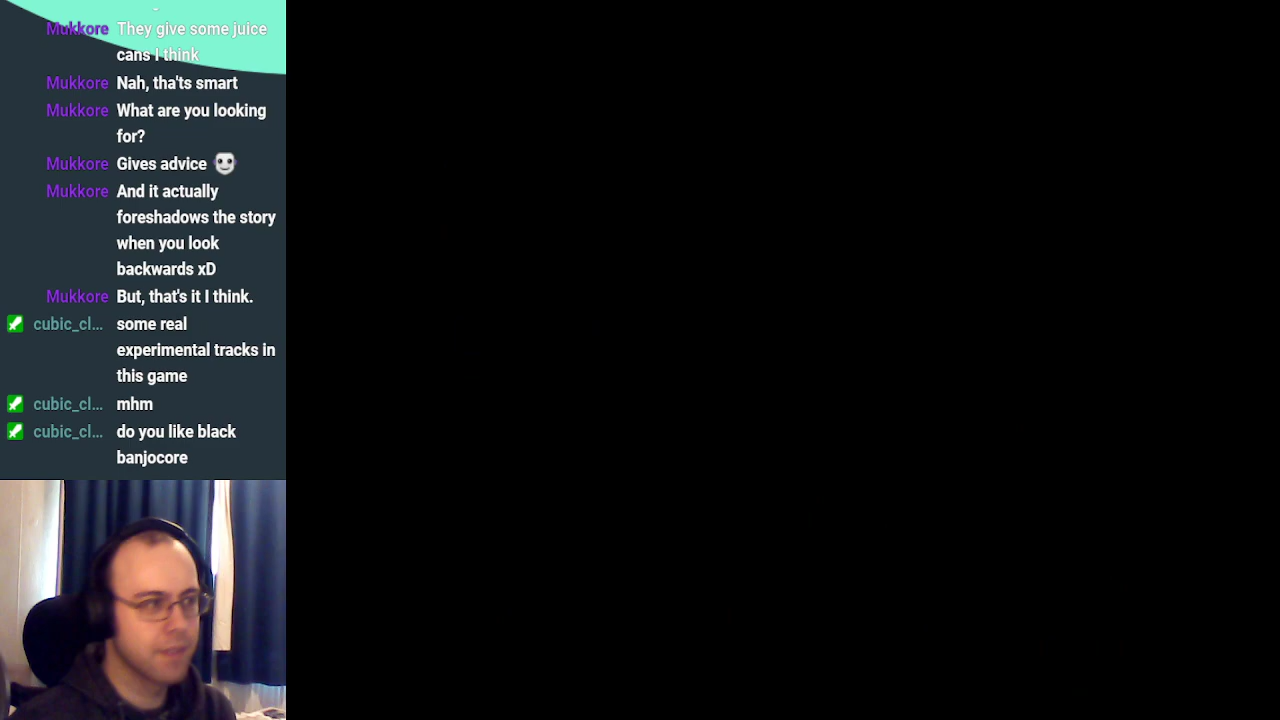 Mukkore They give some juice
cans I think
Mukkore Nah, tha'ts smart
Mukkore What are you looking
for?
Mukkore Gives advice
Mukkore And it actually
foreshadows the story
when you look
backwards xD
Mukkore But, that's it I think.
cubic_cl... some real
experimental tracks in
this game
cubic_cl... mhm
cubic_cl... do you like black
banjocore